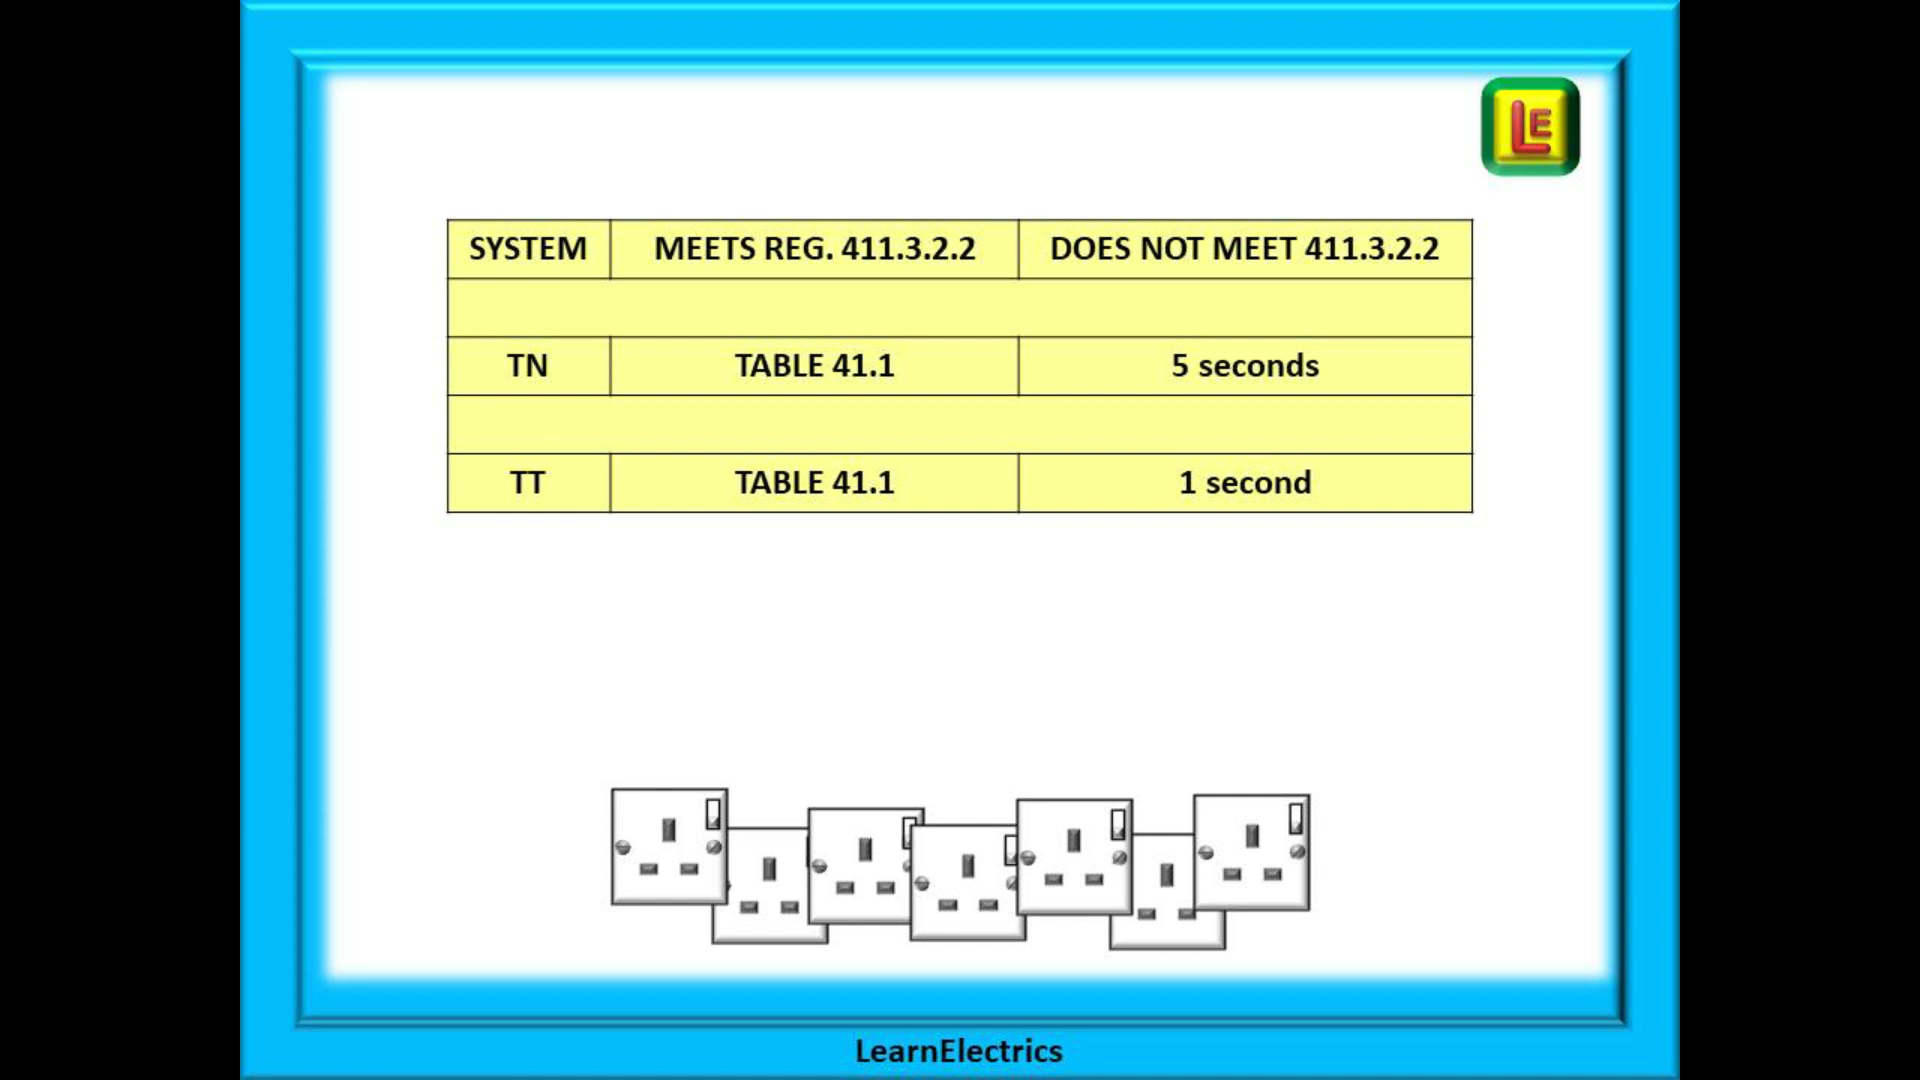 LE
SYSTEM MEETS REG. 411.3.2.2 DOES NOT MEET 411.3.2.2
TN TABLE 41.1 5 seconds
TT TABLE 41.1 1 second
LearnElectrics